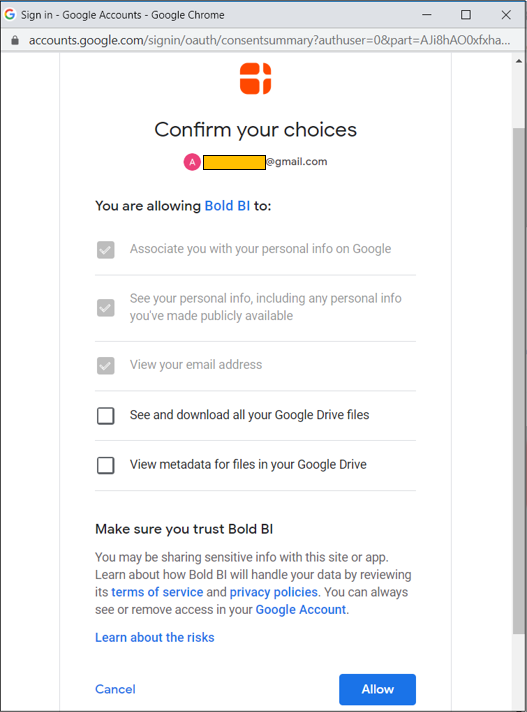 Sign in - Google Accounts - Google Chrome
accounts.google.com/signin/oauth/consentsummary?authuser=0&part=AJi8hAO0xfxha...
Confirm your choices
A @gmail.com
You are allowing Bold BI to:
Associate you with your personal info on Google
See your personal info, including any personal info
you've made publicly available
View your email address
See and download all your Google Drive files
View metadata for files in your Google Drive
Make sure you trust Bold BI
You may be sharing sensitive info with this site or app.
Learn about how Bold BI will handle your data by reviewing
its terms of service and privacy policies. You can always
see or remove access in your Google Account.
Learn about the risks
Cancel Allow